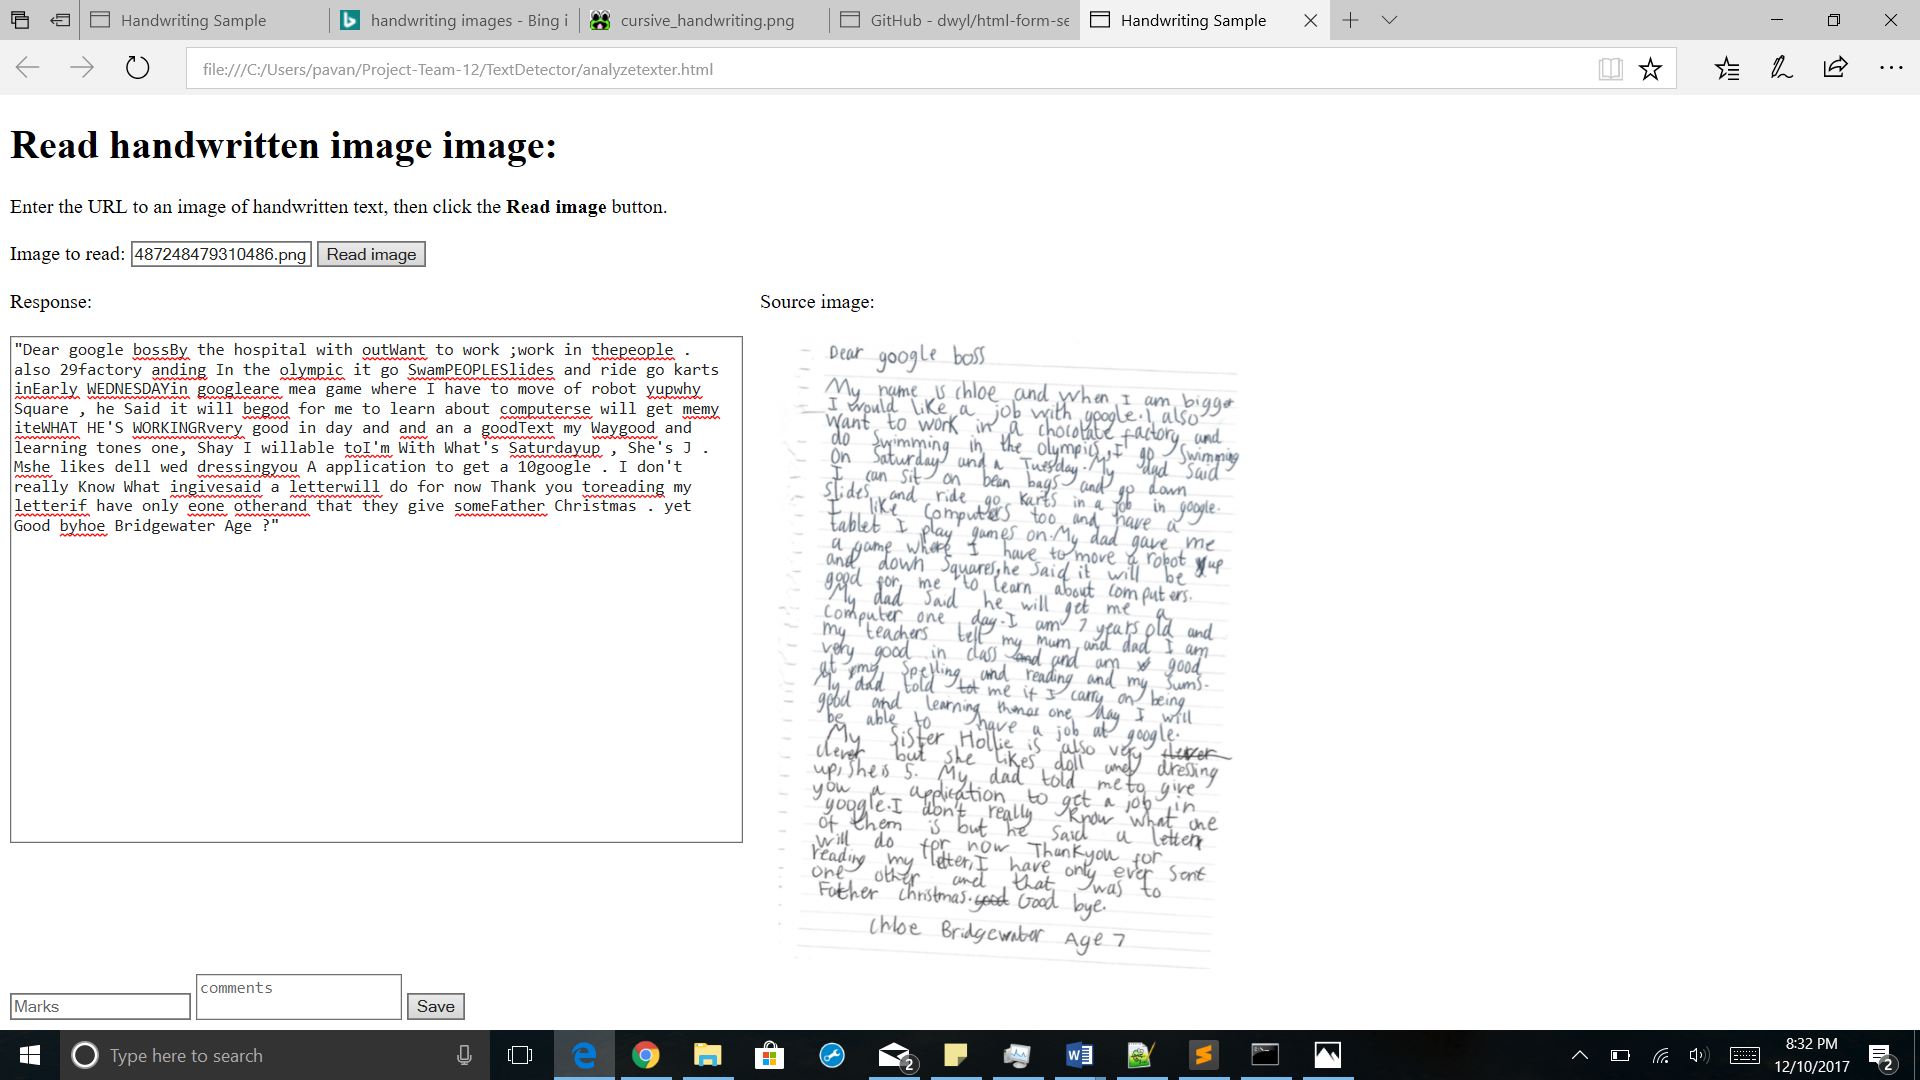 Handwriting Sample
handwriting images - Bing i
cursive_handwriting.png
GitHub - dwyl/html-form-se
Handwriting Sample
file:///C:/Users/pavan/Project-Team-12/TextDetector/analyzetexter.html
Read handwritten image image:
Enter the URL to an image of handwritten text, then click the Read image button.
Image to read: 487248479310486.png Read image
Response:
"Dear google bossBy the hospital with outWant to work ;work in thepeople .
also 29factory anding In the olympic it go SwamPEOPLESlides and ride go karts
inEarly WEDNESDAYin googleare mea game where I have to move of robot yupwhy
Square , he Said it will begod for me to learn about computerse will get memy
iteWHAT HE'S WORKINGRvery good in day and and an a goodText my Waygood and
learning tones one, Shay I willable toI'm With What's Saturdayup , She's J .
Mshe likes dell wed dressingyou A application to get a 10google . I don't
really Know What ingivesaid a letterwill do for now Thank you toreading my
letterif have only eone otherand that they give someFather Christmas . yet
Good byhoe Bridgewater Age ?"
Source image:
Dear google boss
My name is chloe and when I am bigger
I would like a job with google. I also
Want to work in a chocolate factory and
do Swimming in the olympics, I go Swimming
On Saturday and a Tuesday. My dad said
I can sit on bean bags and go down
Slides and ride go karts in a job in google.
I like computers too and have a
tablet I play games on. My dad gave me
a game where I have to move a robot up
and down Squares, he said it will be
good for me to learn about computers.
My dad said he will get me a
Computer one day. I am 7 years old and
my teachers tell my mum and dad I am
very good in class and am good
at my Spelling and reading and my sums.
My dad told me if I carry on being
good and learning one day I will
be able to have a job at google.
My Sister Hollie is also very
clever but she likes doll and dressing
up, She is 5. My dad told me to give
you a application to get a job in
google. I don't really know what one
of them is but he said a letter
will do for now Thankyou for
reading my letter, I have only ever sent
one other and that was to
Father christmas. Good bye.
Chloe Bridgewater Age 7
Marks
comments
Save
Type here to search
2
8:32 PM
12/10/2017
2